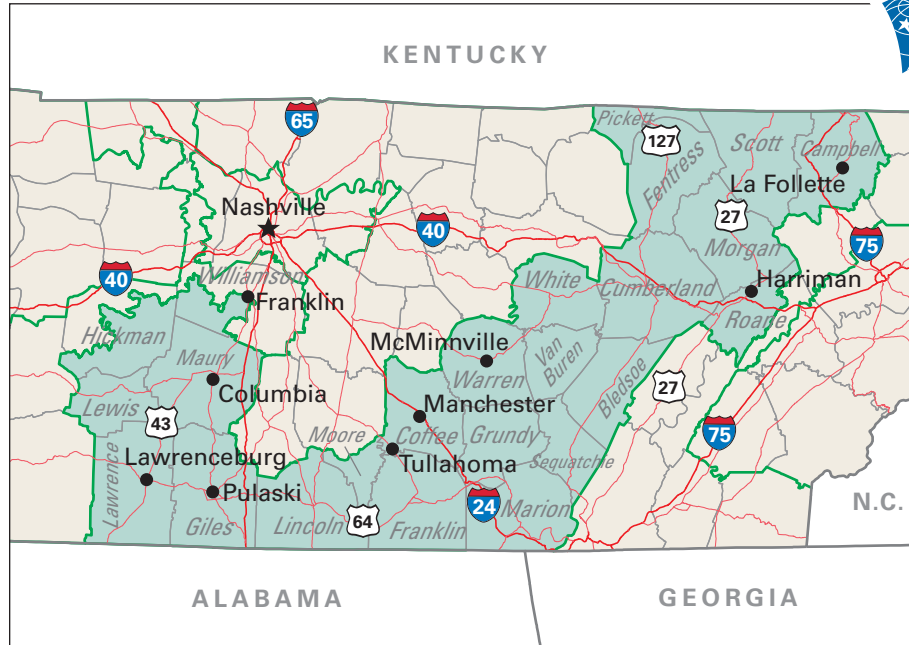 KENTUCKY
65
Pickett
127
Scott
Campbell
Fentress
La Follette
Nashville
40
27
Morgan
75
40
Williamson
Franklin
White
Cumberland
Harriman
Roane
Hickman
McMinnville
Van
Buren
Maury
Warren
Bledsoe
27
Columbia
Lewis
43
Manchester
75
Moore
Coffee
Grundy
Lawrenceburg
Tullahoma
Sequatchie
Lawrence
Pulaski
24
Marion
N.C.
Giles
Lincoln
64
Franklin
ALABAMA
GEORGIA